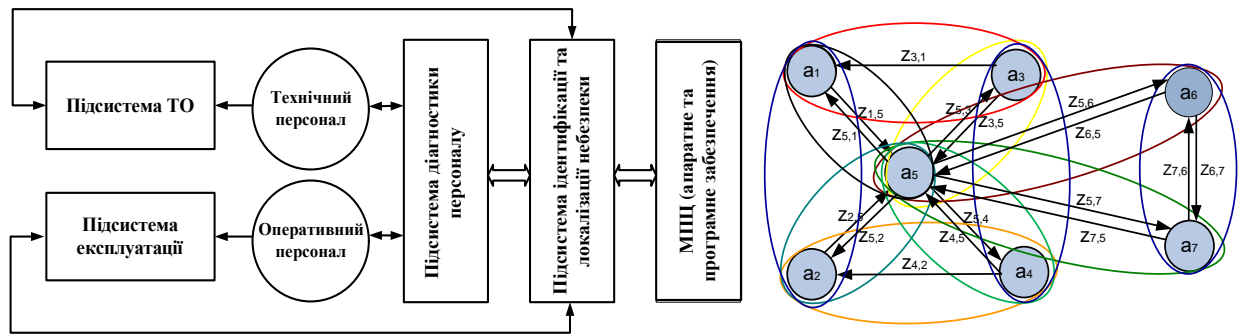 Підсистема ТО
Технічний
персонал
Підсистема
експлуатації
Оперативний
персонал
Підсистема діагностики
персоналу
Підсистема ідентифікації та
локалізації небезпеки
МПЦ (апаратне та
програмне забезпечення)
a1
a3
a6
a5
a2
a4
a7
z3,1
z1,5
z5,1
z5,3
z3,5
z5,6
z6,5
z7,6
z6,7
z2,5
z5,2
z5,4
z4,5
z5,7
z7,5
z4,2